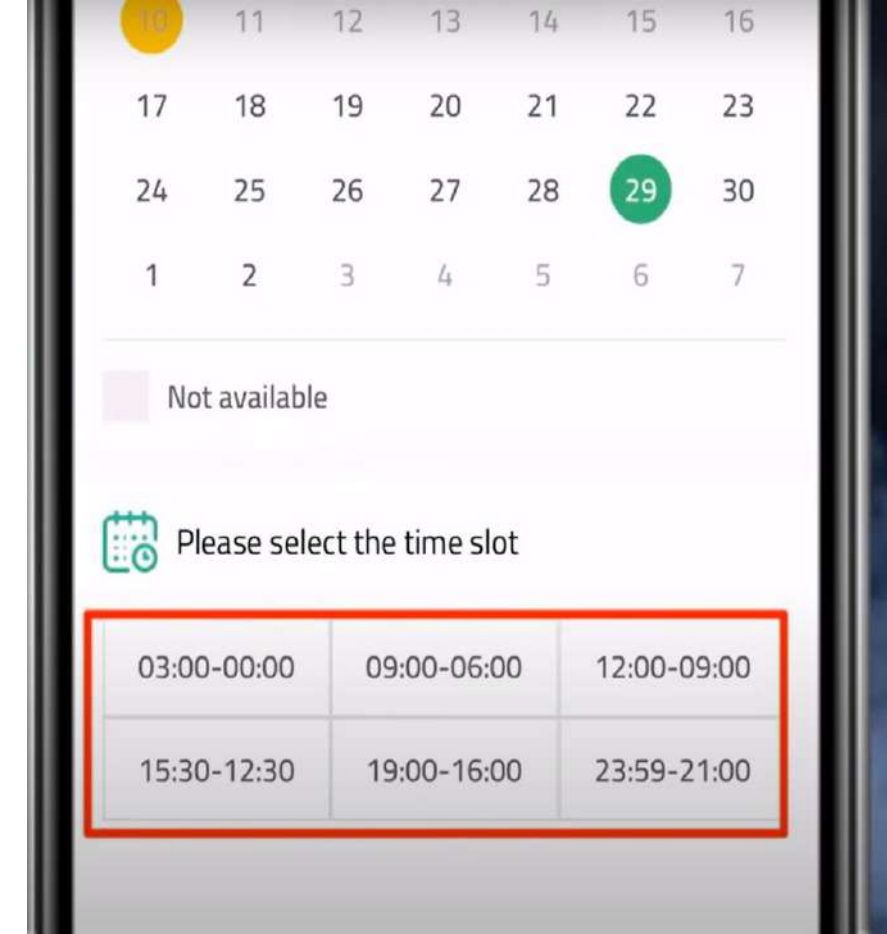 10 11 12 13 14 15 16
17 18 19 20 21 22 23
24 25 26 27 28 29 30
1 2 3 4 5 6 7
Not available
Please select the time slot
03:00-00:00 09:00-06:00 12:00-09:00
15:30-12:30 19:00-16:00 23:59-21:00